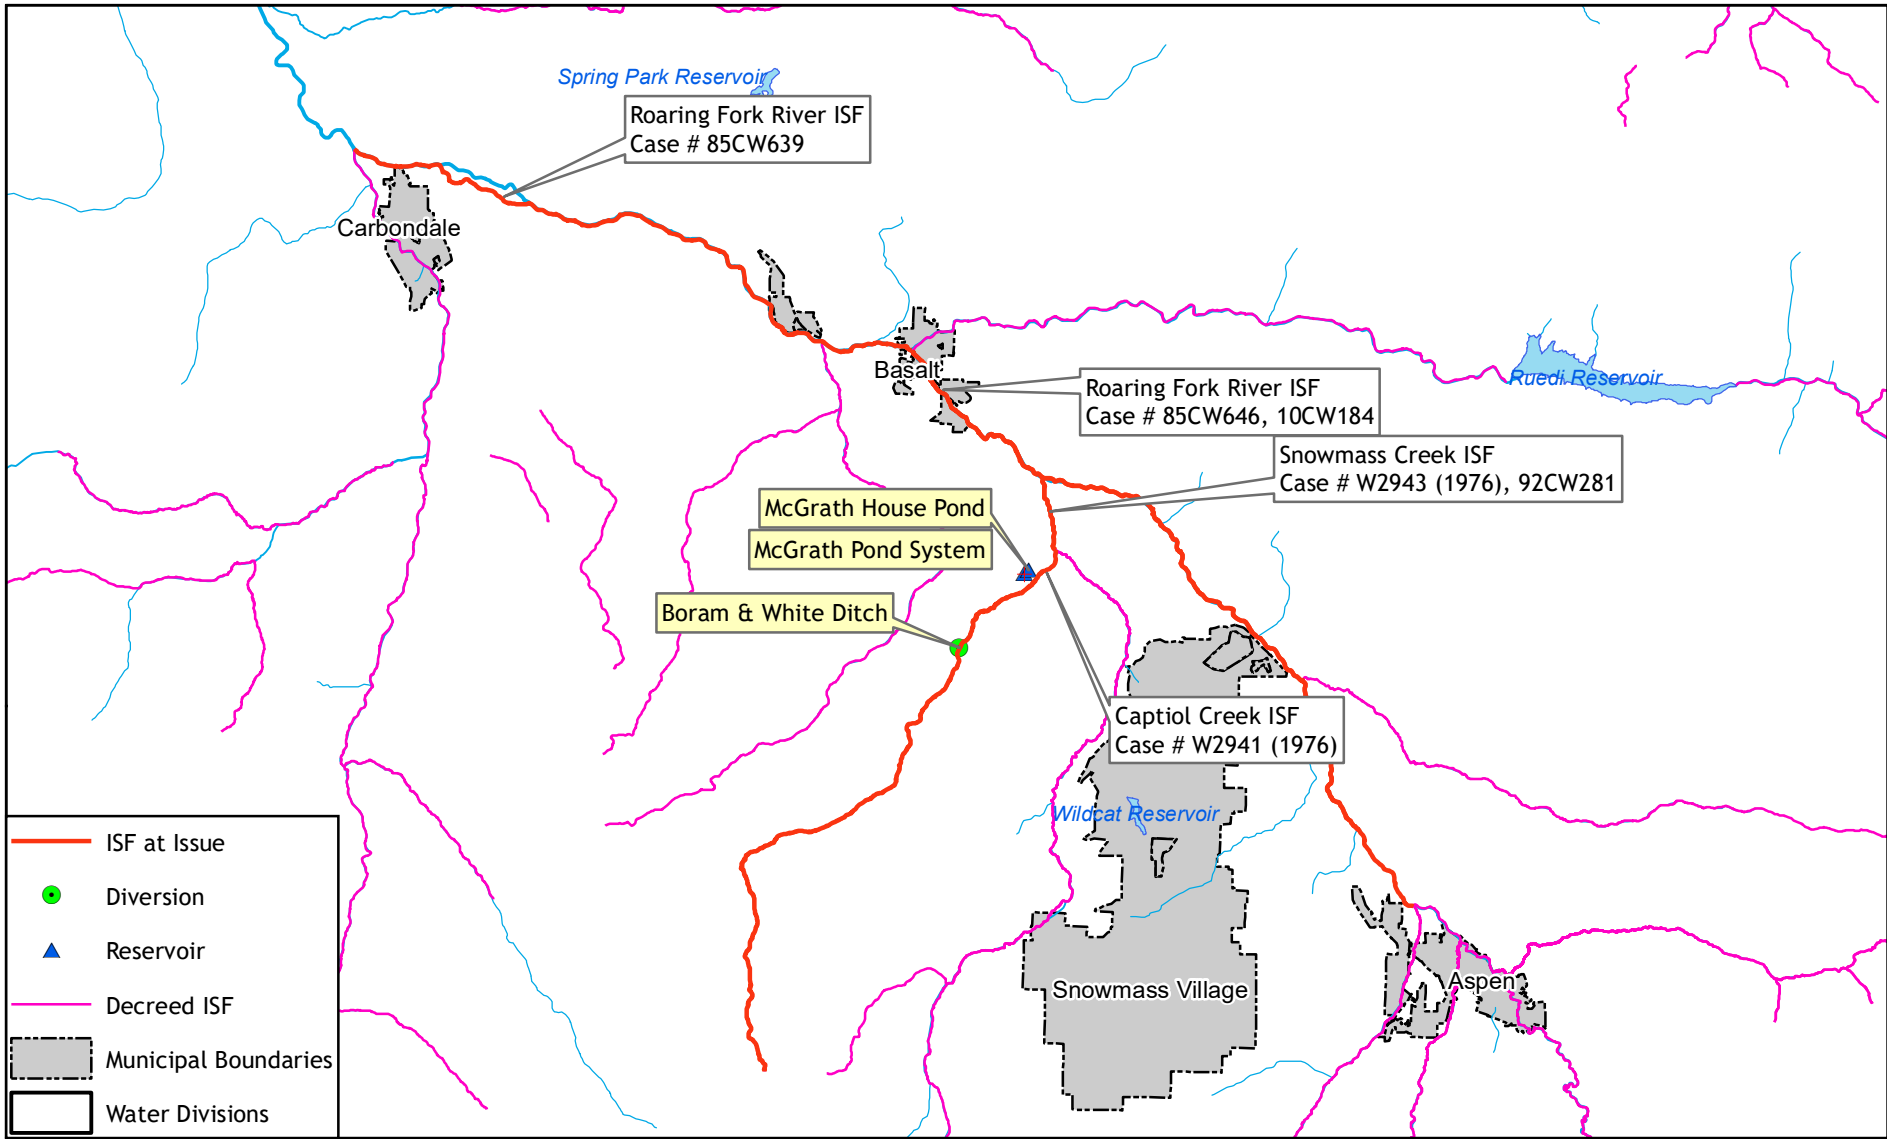 Spring Park Reservoir
Roaring Fork River ISF
Case # 85CW639
Carbondale
Basalt
Roaring Fork River ISF
Case # 85CW646, 10CW184
Ruedi Reservoir
Snowmass Creek ISF
Case # W2943 (1976), 92CW281
McGrath House Pond
McGrath Pond System
Boram & White Ditch
Captiol Creek ISF
Case # W2941 (1976)
Wildcat Reservoir
Snowmass Village
Aspen
ISF at Issue
Diversion
Reservoir
Decreed ISF
Municipal Boundaries
Water Divisions